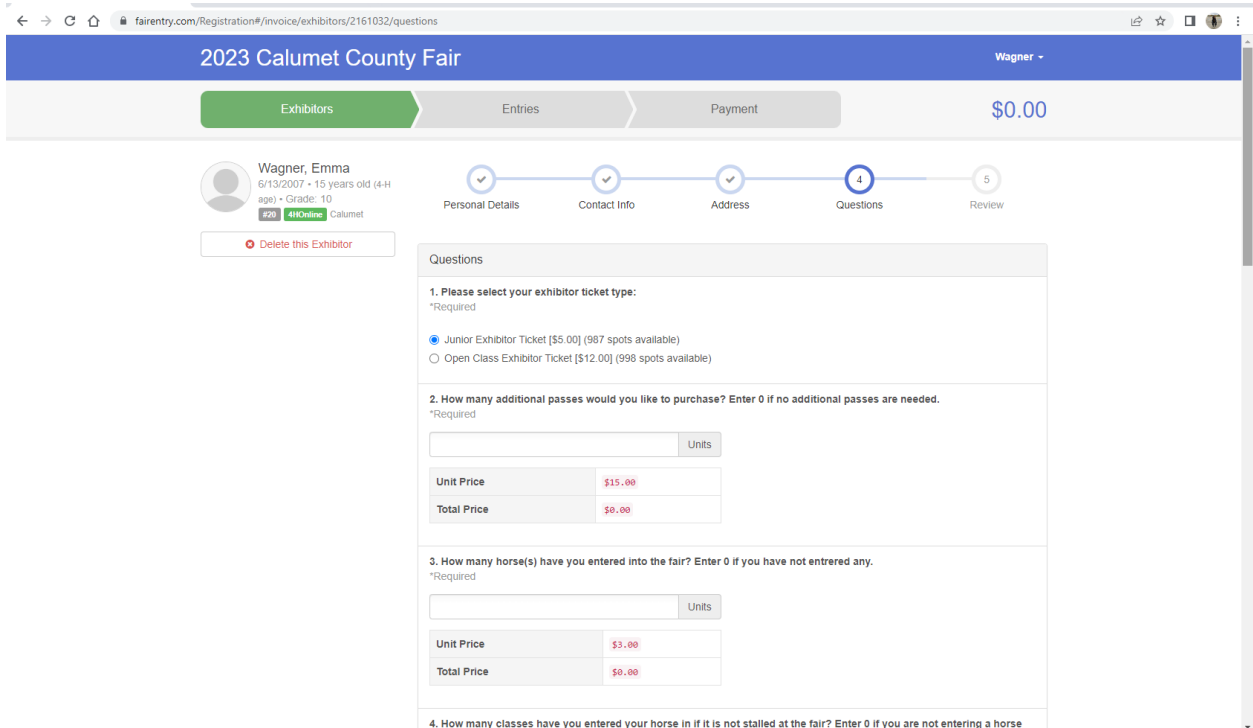 fairentry.com/Registration#/invoice/exhibitors/2161032/questions
2023 Calumet County Fair
Wagner
Exhibitors
Entries
Payment
$0.00
Wagner, Emma
6/13/2007 • 15 years old (4-H
age) • Grade: 10
#20 4HOnline Calumet
Delete this Exhibitor
Personal Details
Contact Info
Address
4
Questions
5
Review
Questions
1. Please select your exhibitor ticket type:
*Required
Junior Exhibitor Ticket [$5.00] (987 spots available)
Open Class Exhibitor Ticket [$12.00] (998 spots available)
2. How many additional passes would you like to purchase? Enter 0 if no additional passes are needed.
*Required
Units
Unit Price $15.00
Total Price $0.00
3. How many horse(s) have you entered into the fair? Enter 0 if you have not entrered any.
*Required
Units
Unit Price $3.00
Total Price $0.00
4. How many classes have you entered your horse in if it is not stalled at the fair? Enter 0 if you are not entering a horse